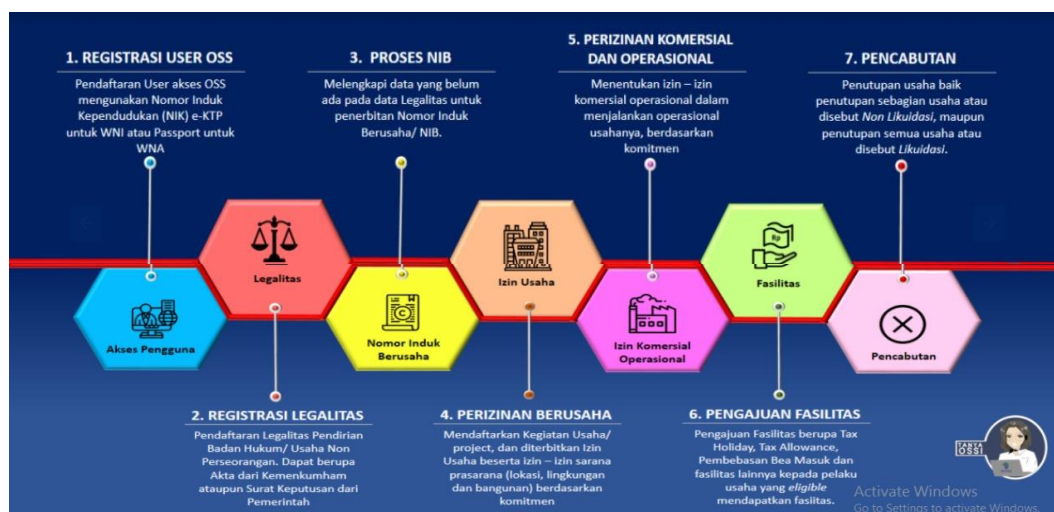 1. REGISTRASI USER OSS
Pendaftaran User akses OSS
mengunakan Nomor Induk
Kependudukan (NIK) e-KTP
untuk WNI atau Passport untuk
WNA
3. PROSES NIB
Melengkapi data yang belum
ada pada data Legalitas untuk
penerbitan Nomor Induk
Berusaha/ NIB.
5. PERIZINAN KOMERSIAL
DAN OPERASIONAL
Menentukan izin – izin
komersial operasional dalam
menjalankan operasional
usahanya, berdasarkan
komitmen
7. PENCABUTAN
Penutupan usaha baik
penutupan sebagian usaha atau
disebut Non Likuidasi, maupun
penutupan semua usaha atau
disebut Likuidasi.
Akses Pengguna
Legalitas
Nomor Induk
Berusaha
Izin Usaha
Izin Komersial
Operasional
Rp
Fasilitas
Pencabutan
2. REGISTRASI LEGALITAS
Pendaftaran Legalitas Pendirian
Badan Hukum/ Usaha Non
Perseorangan. Dapat berupa
Akta dari Kemenkumham
ataupun Surat Keputusan dari
Pemerintah
4. PERIZINAN BERUSAHA
Mendaftarkan Kegiatan Usaha/
project, dan diterbitkan Izin
Usaha beserta izin – izin sarana
prasarana (lokasi, lingkungan
dan bangunan) berdasarkan
komitmen
6. PENGAJUAN FASILITAS
Pengajuan Fasilitas berupa Tax
Holiday, Tax Allowance,
Pembebasan Bea Masuk dan
fasilitas lainnya kepada pelaku
usaha yang eligible
mendapatkan fasiitas.
TANYA
OSSI
Activate Windows
Go to Settings to activate Windows.